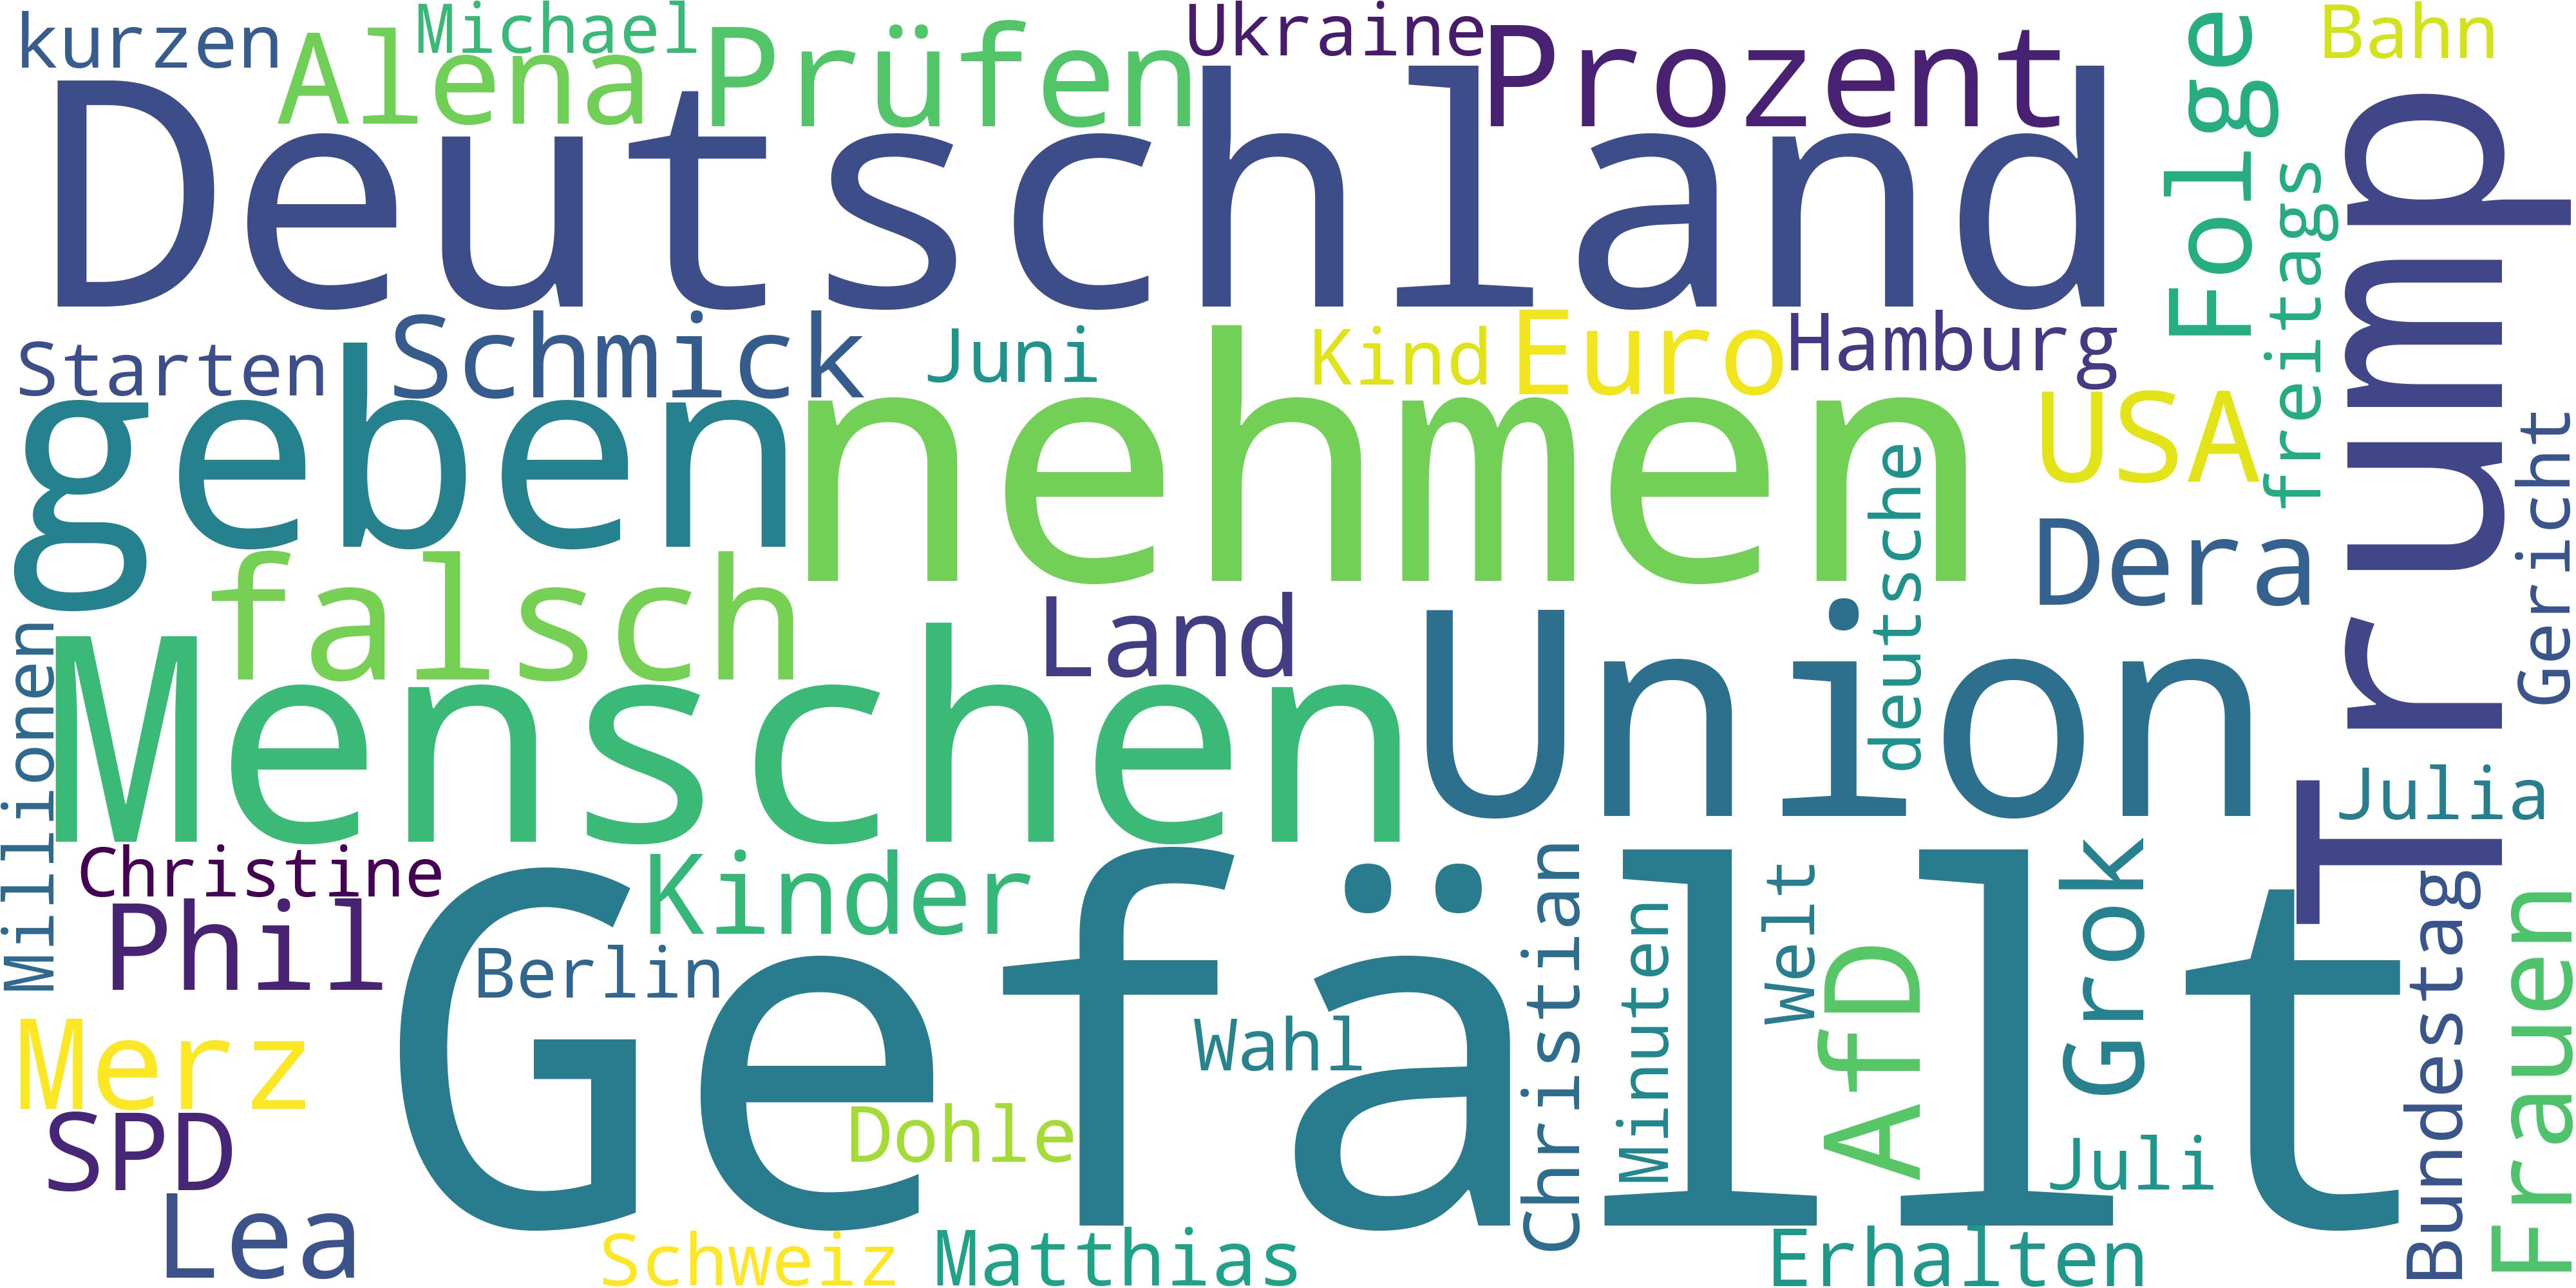 kurzen
Alena
Michael
Prüfen
Ukraine
Prozent
Folge
Bahn
Deutschland
freitags
Trump
Starten
Schmick
Juni
Kind
Euro
Hamburg
geben
nehmen
USA
deutsche
Gericht
falsch
Land
Dera
Millionen
Menschen
Union
Julia
Christine
Kinder
Phil
Berlin
Gefällt
Christian
Minuten
Welt
AfD
Grok
Bundestag
Frauen
Merz
Wahl
SPD
Dohle
Juli
Lea
Schweiz
Matthias
Erhalten